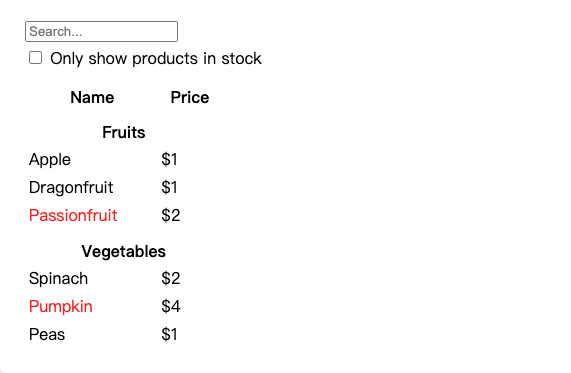 Search...
Only show products in stock
Name Price
Fruits
Apple $1
Dragonfruit $1
Passionfruit $2
Vegetables
Spinach $2
Pumpkin $4
Peas $1